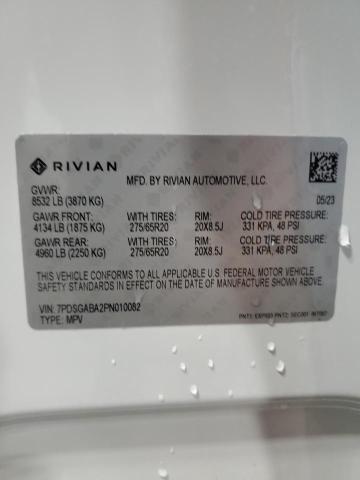 RIVIAN
MFD. BY RIVIAN AUTOMOTIVE, LLC.
GVWR:
8532 LB (3870 KG) 05/23
GAWR FRONT: WITH TIRES: RIM: COLD TIRE PRESSURE:
4134 LB (1875 KG) 275/65R20 20X8.5J 331 KPA, 48 PSI
GAWR REAR: WITH TIRES: RIM: COLD TIRE PRESSURE:
4960 LB (2250 KG) 275/65R20 20X8.5J 331 KPA, 48 PSI
THIS VEHICLE CONFORMS TO ALL APPLICABLE U.S. FEDERAL MOTOR VEHICLE
SAFETY STANDARDS IN EFFECT ON THE DATE OF MANUFACTURE SHOWN ABOVE.
VIN: 7PDSGABA2PN010082
TYPE: MPV PNT1: PNT2: